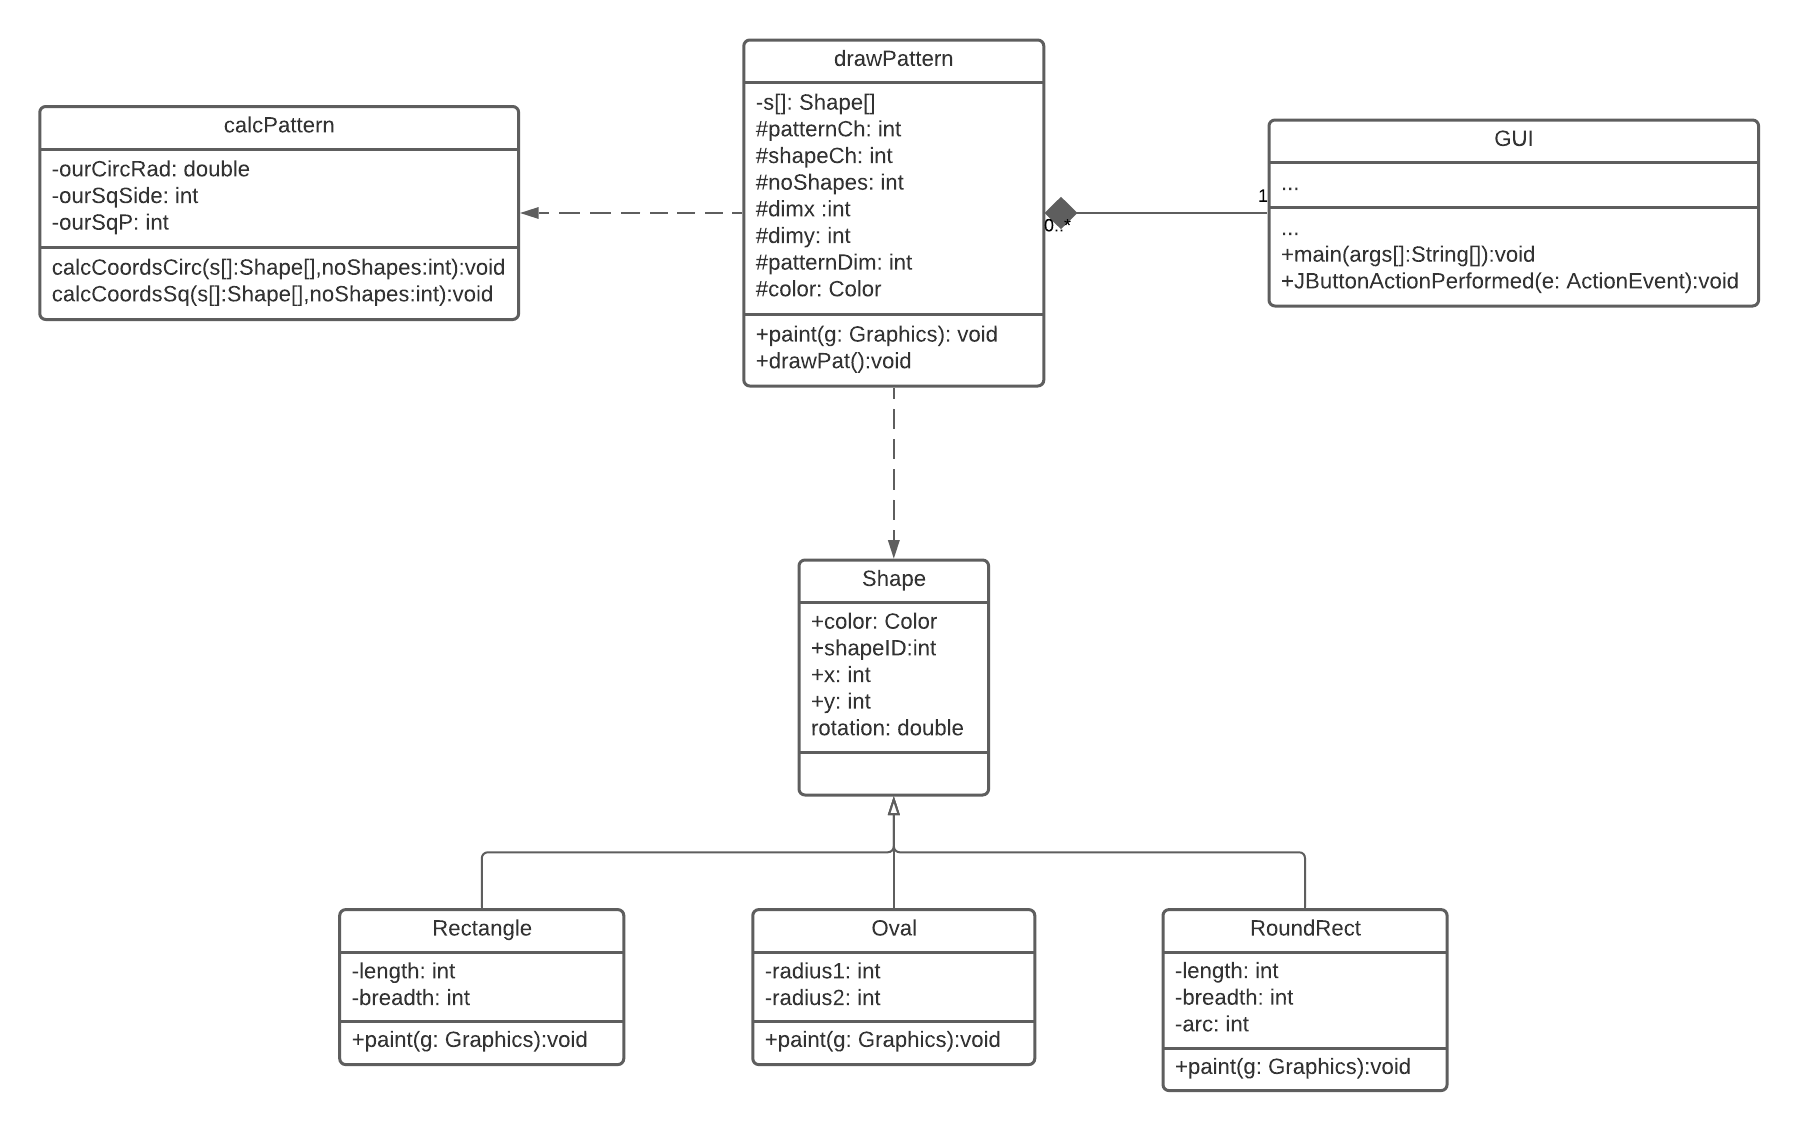 drawPattern
-s[]: Shape[]
#patternCh: int
#shapeCh: int
#noShapes: int
#dimx :int
#dimy: int
#patternDim: int
#color: Color
+paint(g: Graphics): void
+drawPat():void
calcPattern
-ourCircRad: double
-ourSqSide: int
-ourSqP: int
calcCoordsCirc(s[]:Shape[],noShapes:int):void
calcCoordsSq(s[]:Shape[],noShapes:int):void
0..*
1
GUI
...
...
+main(args[]:String[]):void
+JButtonActionPerformed(e: ActionEvent):void
Shape
+color: Color
+shapeID:int
+x: int
+y: int
rotation: double
Rectangle
-length: int
-breadth: int
+paint(g: Graphics):void
Oval
-radius1: int
-radius2: int
+paint(g: Graphics):void
RoundRect
-length: int
-breadth: int
-arc: int
+paint(g: Graphics):void